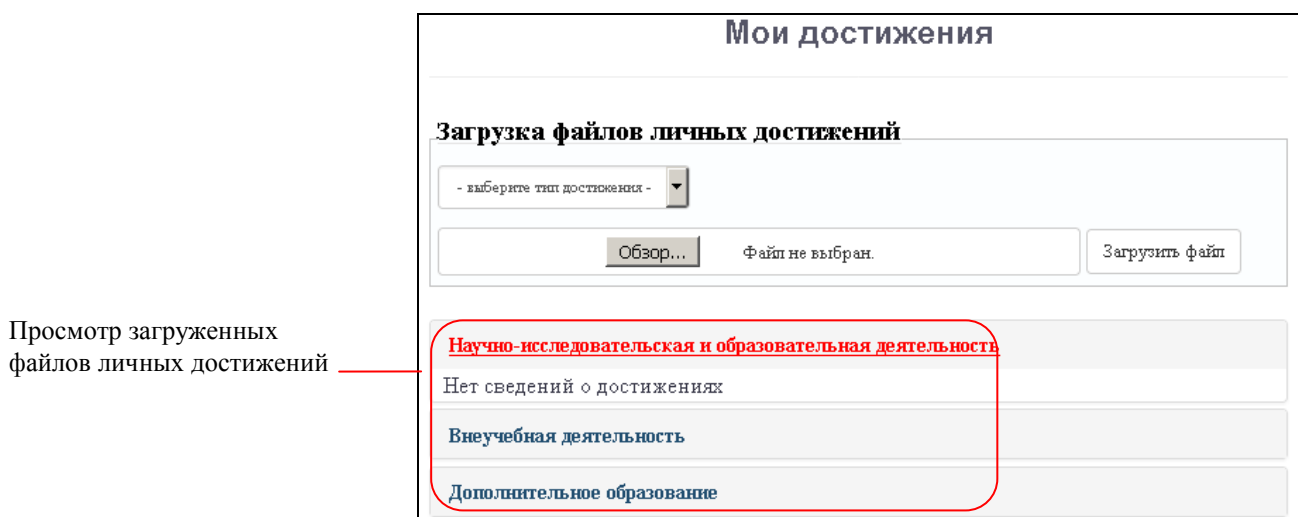 Мои достижения
Загрузка файлов личных достижений
- выберите тип достижения -
Обзор... Файл не выбран. Загрузить файл
Просмотр загруженных
файлов личных достижений
Научно-исследовательская и образовательная деятельность
Нет сведений о достижениях
Внеучебная деятельность
Дополнительное образование